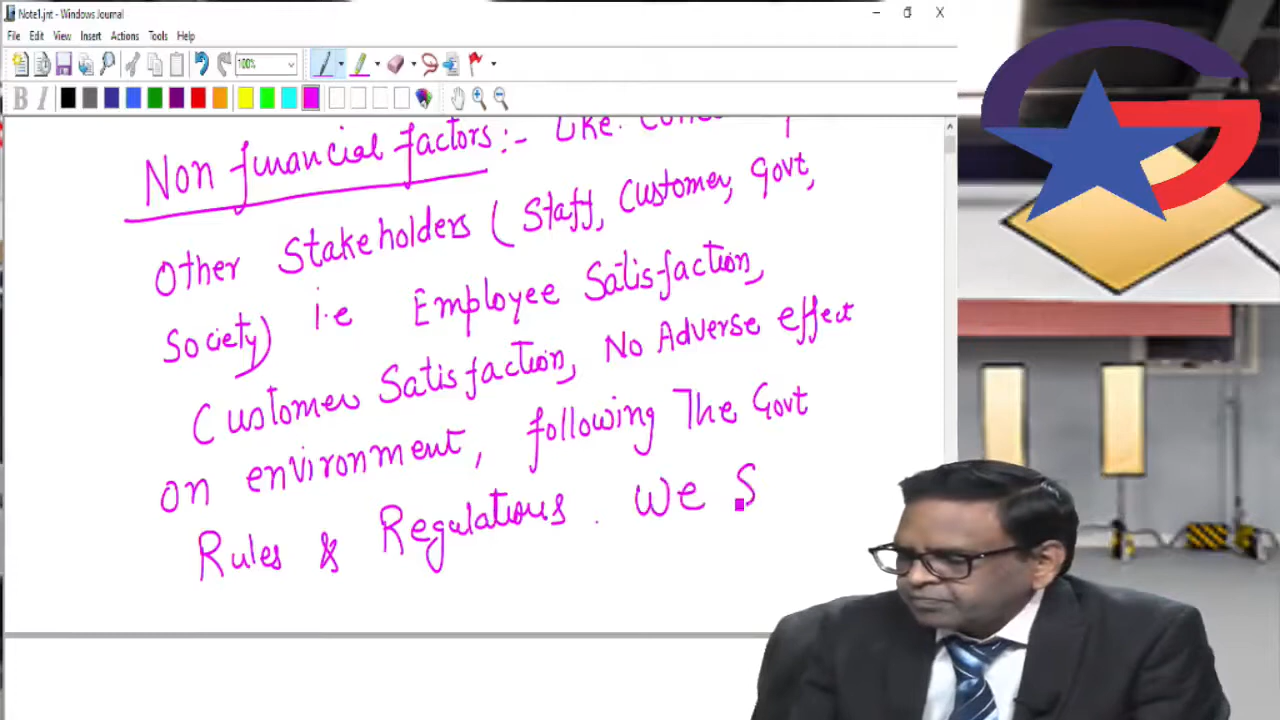 Note1.jnt - Windows Journal
File Edit View Insert Actions Tools Help
100%
B I
Non financial factors :- Like
Other Stakeholders ( Staff, Customer, Govt,
Society) i.e Employee Satisfaction,
Customer Satisfaction, No Adverse effect
on environment, following The Govt
Rules & Regulations. We S